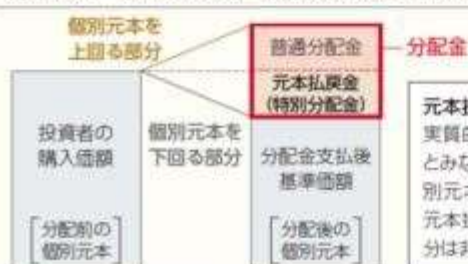 個別元本を
上回る部分
普通分配金
分配金
元本払戻金
(特別分配金)
投資者の
購入価額
個別元本を
下回る部分
分配金支払後
基準価額
分配前の
個別元本
分配後の
個別元本
元本
実質的
とみな
別元本
元本払
分は非